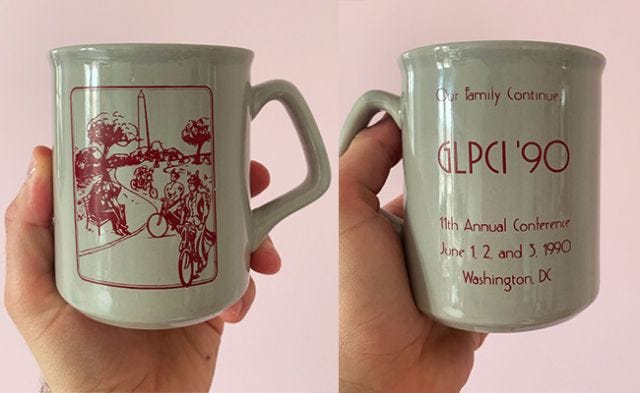 Our Family Continue
GLPCI '90
11th Annual Conference
June 1, 2, and 3, 1990
Washington, DC